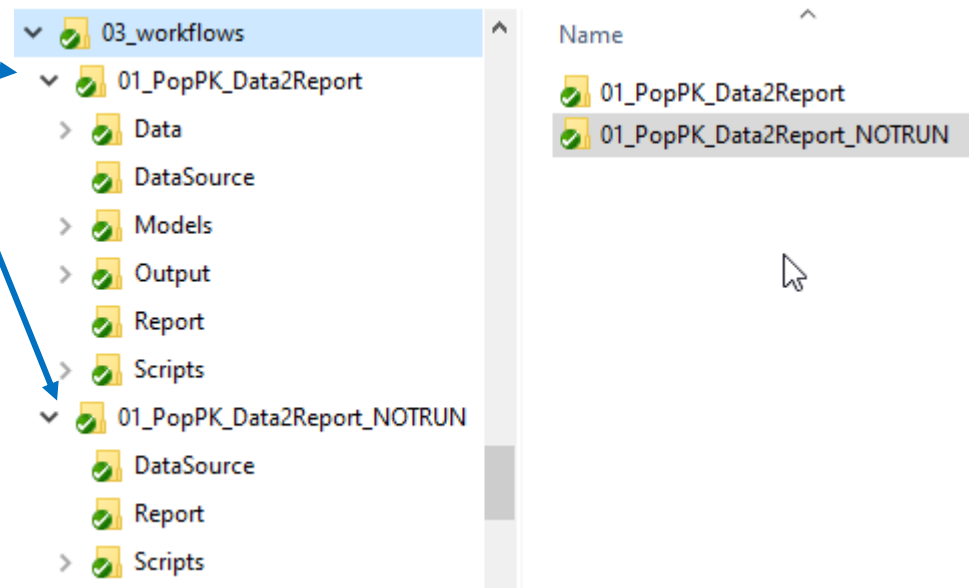 03_workflows
01_PopPK_Data2Report
Data
DataSource
Models
Output
Report
Scripts
01_PopPK_Data2Report_NOTRUN
DataSource
Report
Scripts
Name
01_PopPK_Data2Report
01_PopPK_Data2Report_NOTRUN